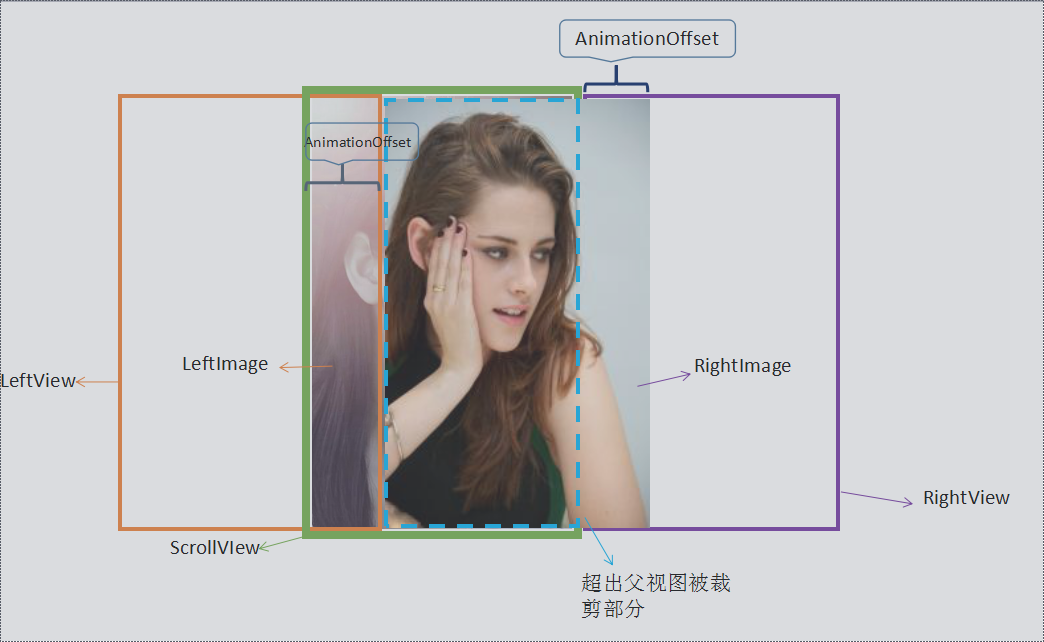 AnimationOffset
AnimationOffset
LeftImage
RightImage
LeftView
RightView
ScrollVIew
超出父视图被裁
剪部分